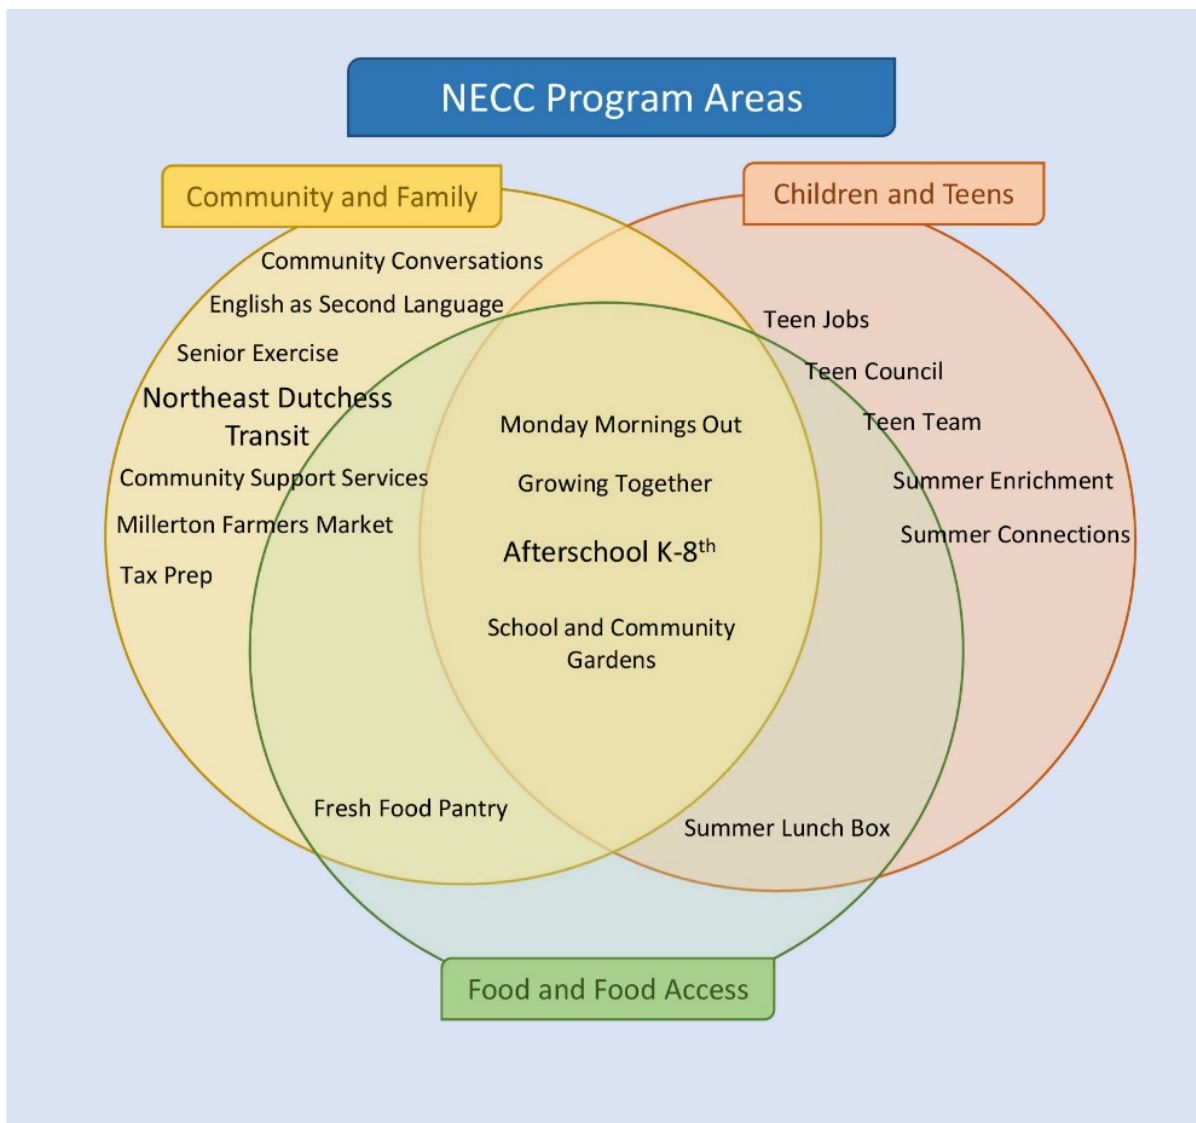 NECC Program Areas
Community and Family
Children and Teens
Community Conversations
English as Second Language
Senior Exercise
Northeast Dutchess
Transit
Community Support Services
Millerton Farmers Market
Tax Prep
Teen Jobs
Teen Council
Teen Team
Summer Enrichment
Summer Connections
Monday Mornings Out
Growing Together
Afterschool K-8th
School and Community
Gardens
Fresh Food Pantry
Summer Lunch Box
Food and Food Access